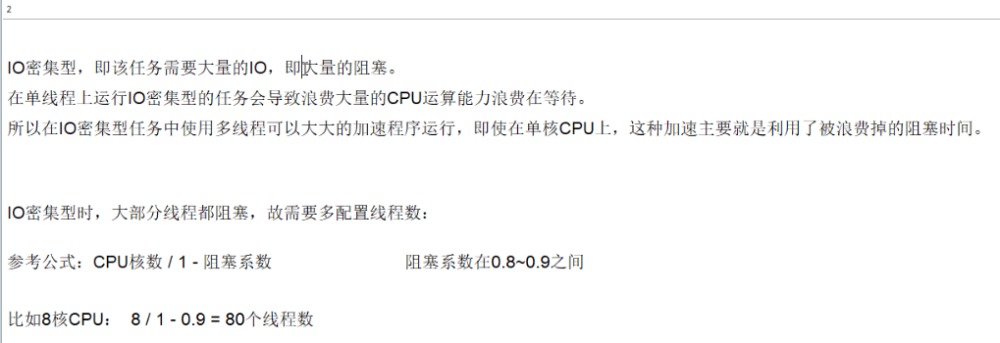 2
IO密集型，即该任务需要大量的IO，即大量的阻塞。
在单线程上运行IO密集型的任务会导致浪费大量的CPU运算能力浪费在等待。
所以在IO密集型任务中使用多线程可以大大的加速程序运行，即使在单核CPU上，这种加速主要就是利用了被浪费掉的阻塞时间。
IO密集型时，大部分线程都阻塞，故需要多配置线程数：
参考公式：CPU核数 / 1 - 阻塞系数 阻塞系数在0.8~0.9之间
比如8核CPU： 8 / 1 - 0.9 = 80个线程数